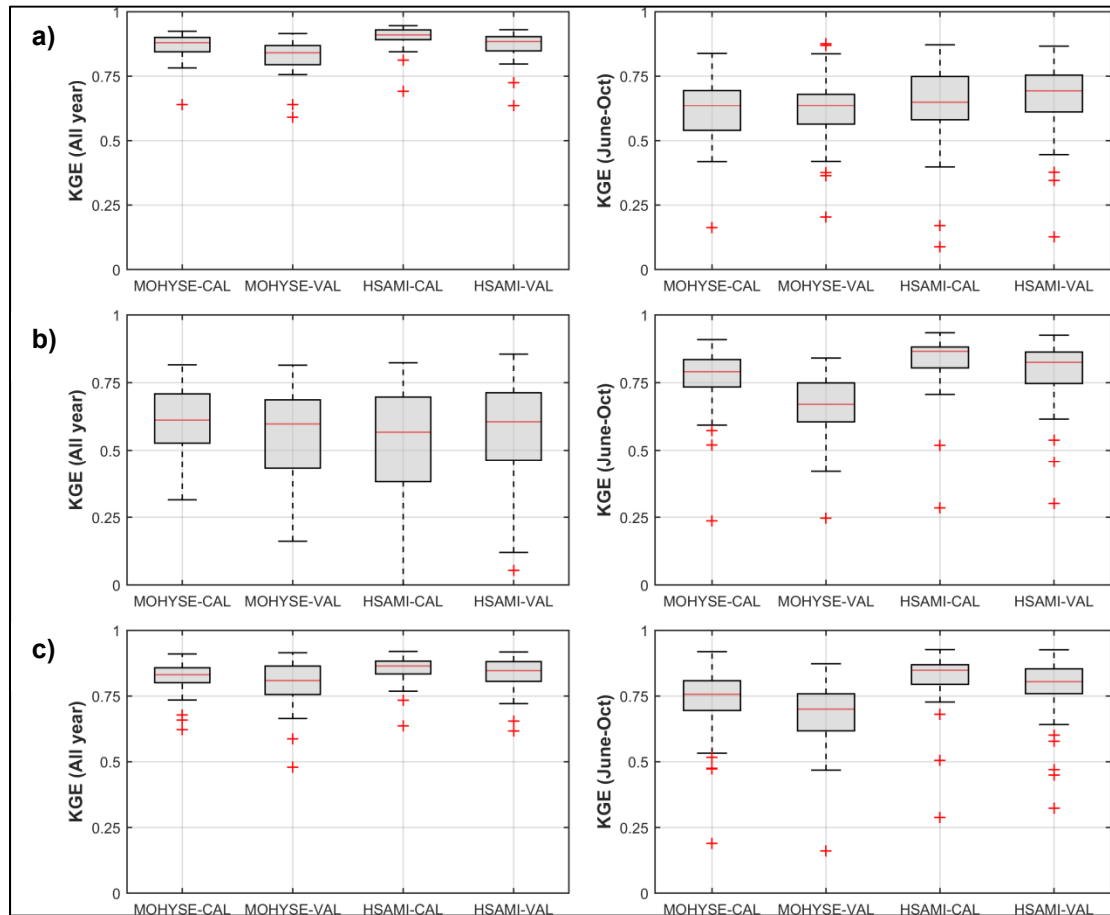 a)
KGE (All year)
1
0.75
0.5
0.25
0
MOHYSE-CAL MOHYSE-VAL HSAMI-CAL HSAMI-VAL
KGE (June-Oct)
1
0.75
0.5
0.25
0
MOHYSE-CAL MOHYSE-VAL HSAMI-CAL HSAMI-VAL
b)
KGE (All year)
1
0.75
0.5
0.25
0
MOHYSE-CAL MOHYSE-VAL HSAMI-CAL HSAMI-VAL
KGE (June-Oct)
1
0.75
0.5
0.25
0
MOHYSE-CAL MOHYSE-VAL HSAMI-CAL HSAMI-VAL
c)
KGE (All year)
1
0.75
0.5
0.25
0
MOHYSE-CAL MOHYSE-VAL HSAMI-CAL HSAMI-VAL
KGE (June-Oct)
1
0.75
0.5
0.25
0
MOHYSE-CAL MOHYSE-VAL HSAMI-CAL HSAMI-VAL